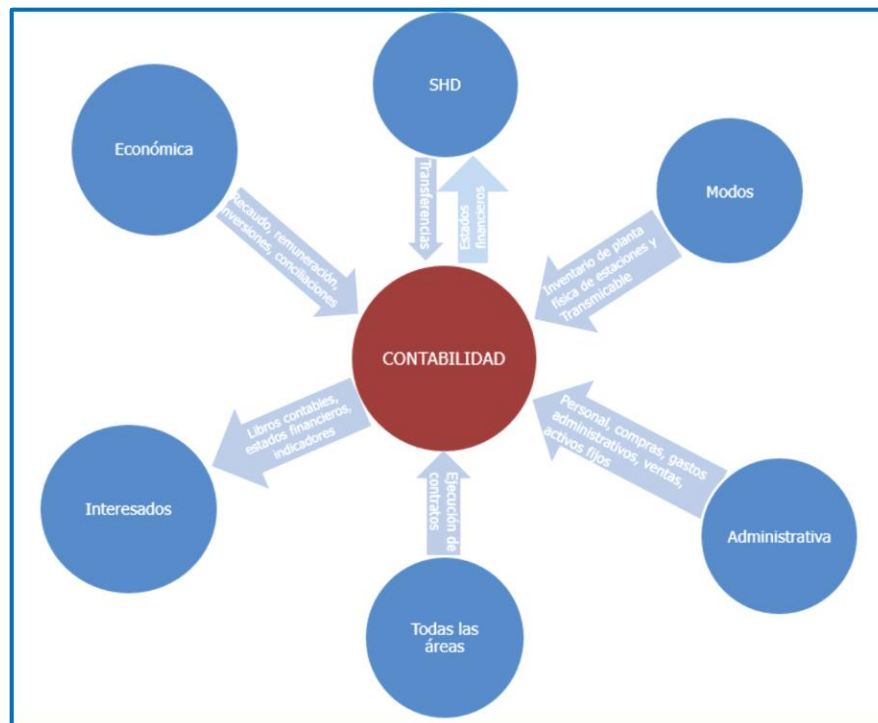 SHD
Económica
Modos
Transferencias
Estados
financieros
Recaudo, remuneración,
inversiones, conciliaciones
Inventario de planta
física de estaciones y
Transmicable
CONTABILIDAD
Libros contables,
estados financieros,
indicadores
Personal, compras, gastos
administrativos, ventas,
activos fijos
Ejecución de
contratos
Interesados
Administrativa
Todas las
áreas